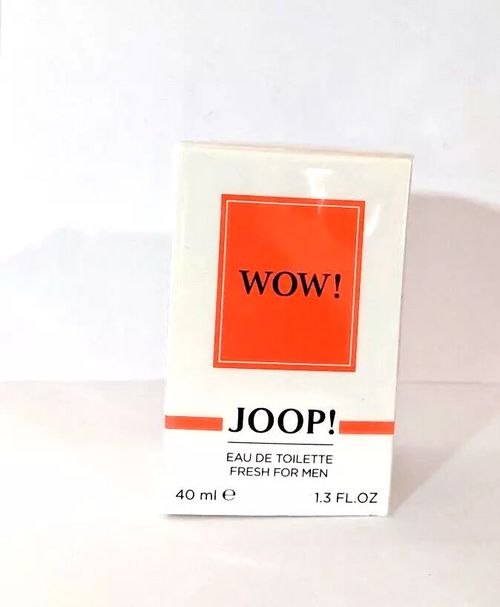 WOW!
JOOP!
EAU DE TOILETTE
FRESH FOR MEN
40 ml ℮ 1.3 FL.OZ